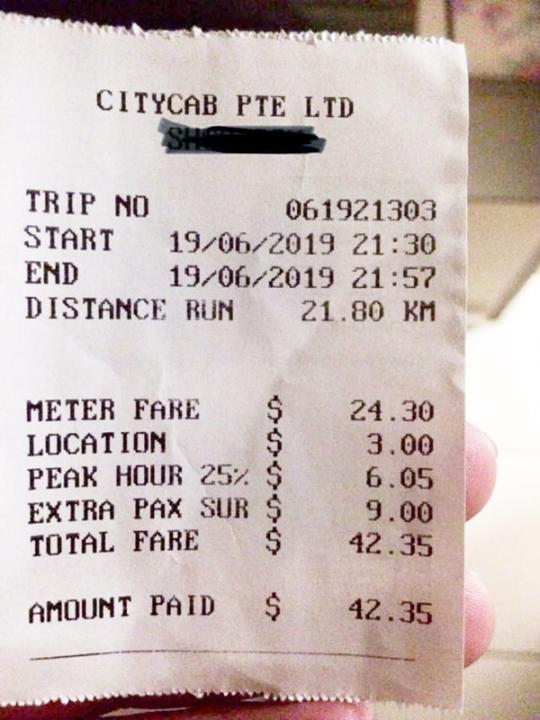 CITYCAB PTE LTD
TRIP NO 061921303
START 19/06/2019 21:30
END 19/06/2019 21:57
DISTANCE RUN 21.80 KM
METER FARE $ 24.30
LOCATION $ 3.00
PEAK HOUR 25% $ 6.05
EXTRA PAX SUR $ 9.00
TOTAL FARE $ 42.35
AMOUNT PAID $ 42.35